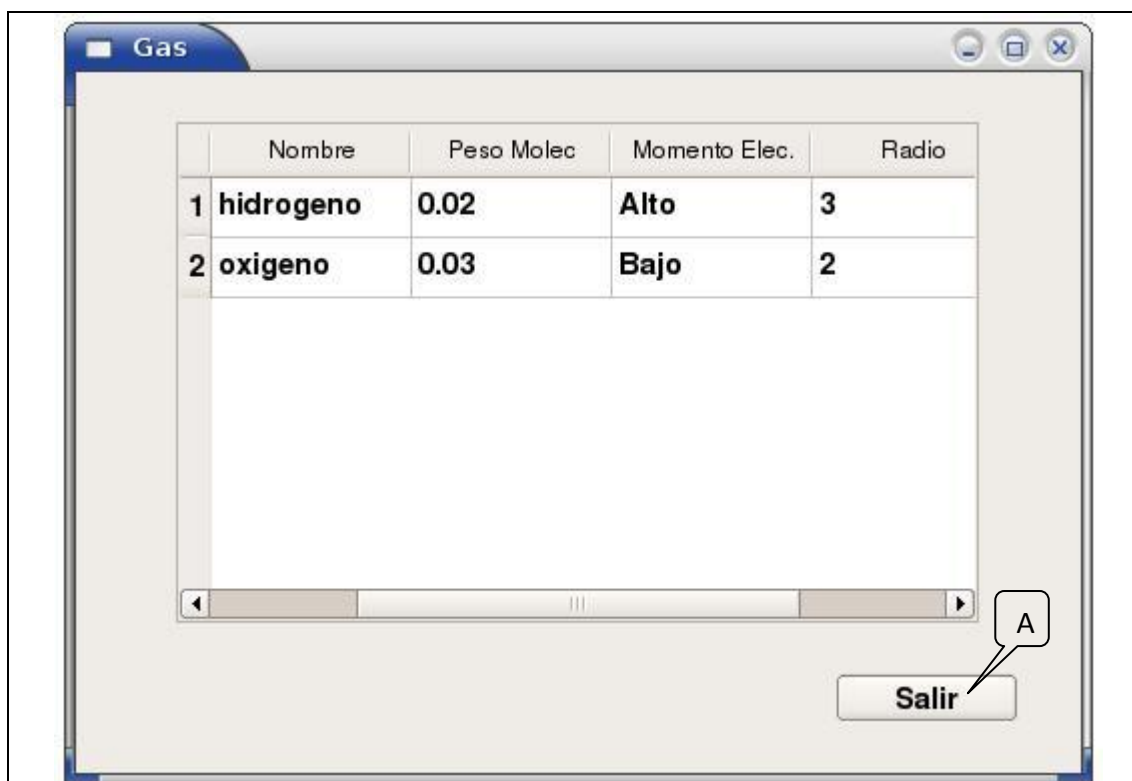 Gas
Nombre Peso Molec Momento Elec. Radio
1 hidrogeno 0.02 Alto 3
2 oxigeno 0.03 Bajo 2
A
Salir